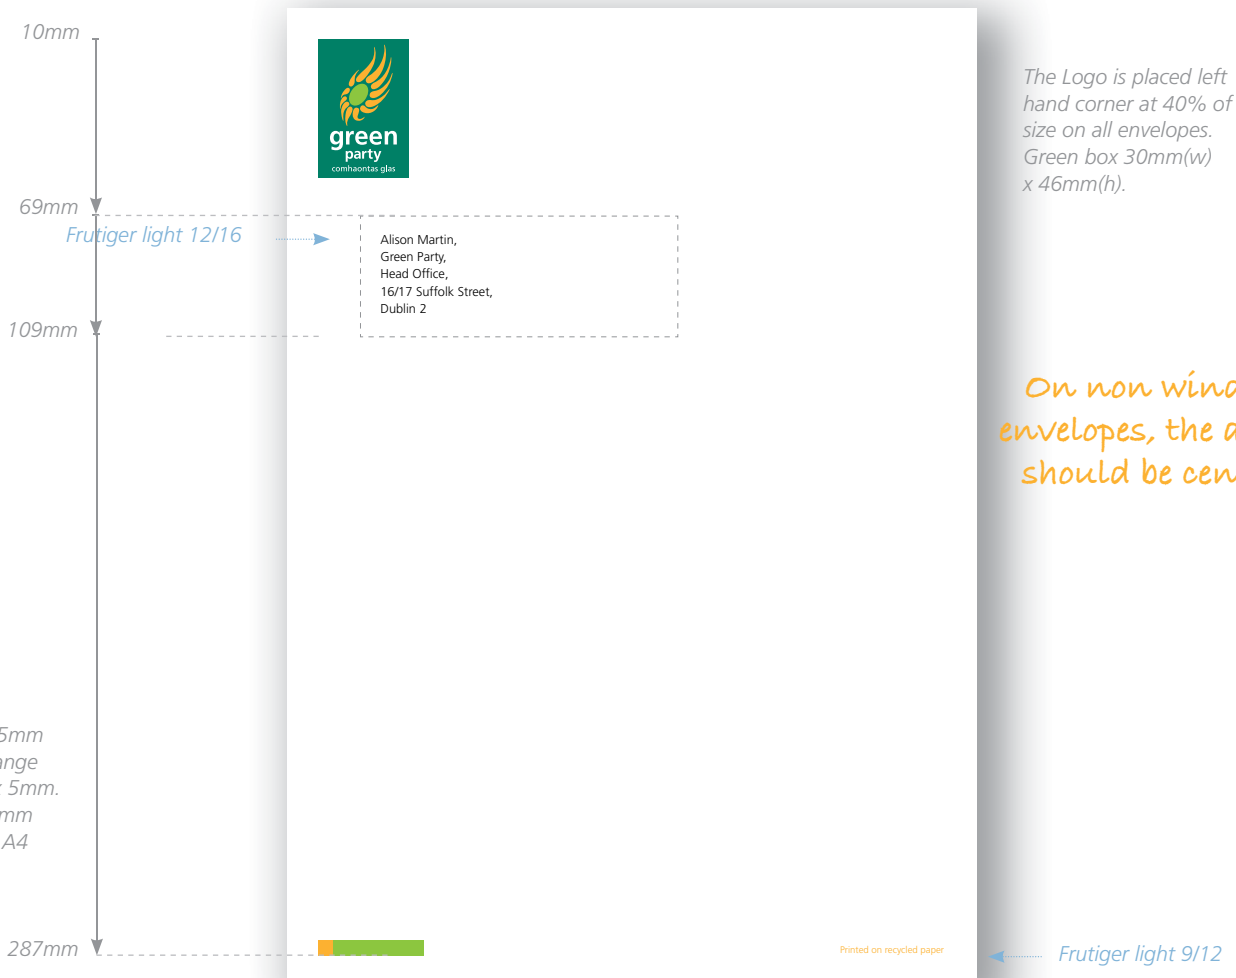 10mm
green
party
comhaontas glas
The Logo is placed left
hand corner at 40% of
size on all envelopes.
Green box 30mm(w)
x 46mm(h).
69mm
Frutiger light 12/16
Alison Martin,
Green Party,
Head Office,
16/17 Suffolk Street,
Dublin 2
109mm
On non
envelopes, the
should be
5mm
5mm.
mm
A4
287mm
Printed on recycled paper
Frutiger light 9/12